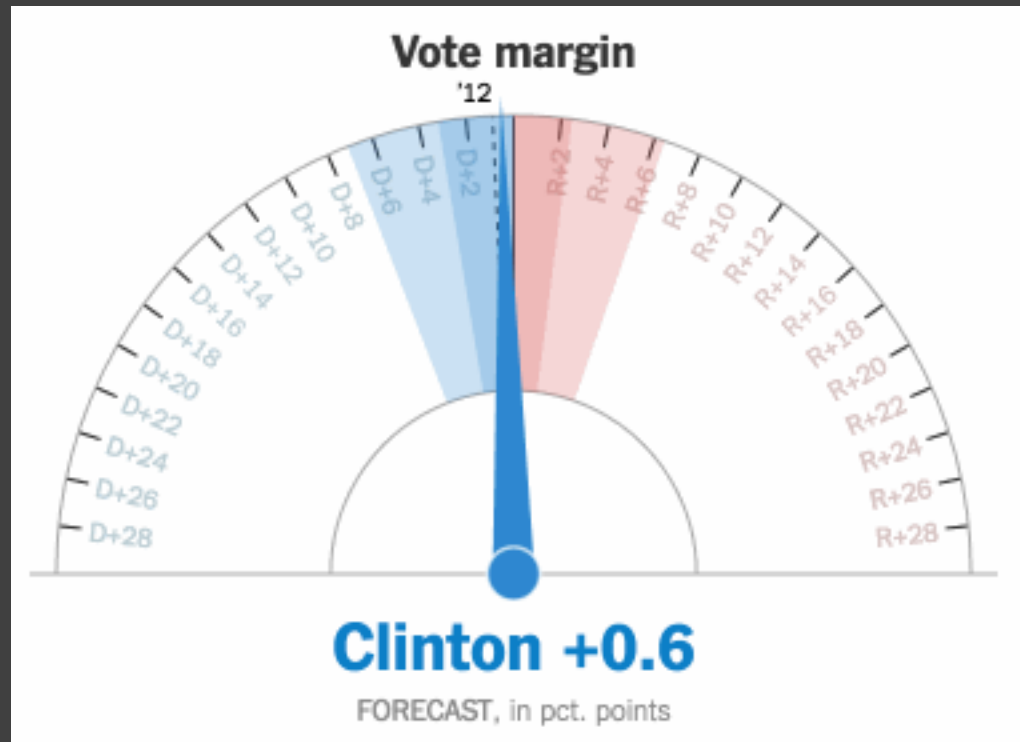 Vote margin
'12
D+28
D+26
D+24
D+22
D+20
D+18
D+16
D+14
D+12
D+10
D+8
D+6
D+4
D+2
R+2
R+4
R+6
R+8
R+10
R+12
R+14
R+16
R+18
R+20
R+22
R+24
R+26
R+28
Clinton +0.6
FORECAST, in pct. points